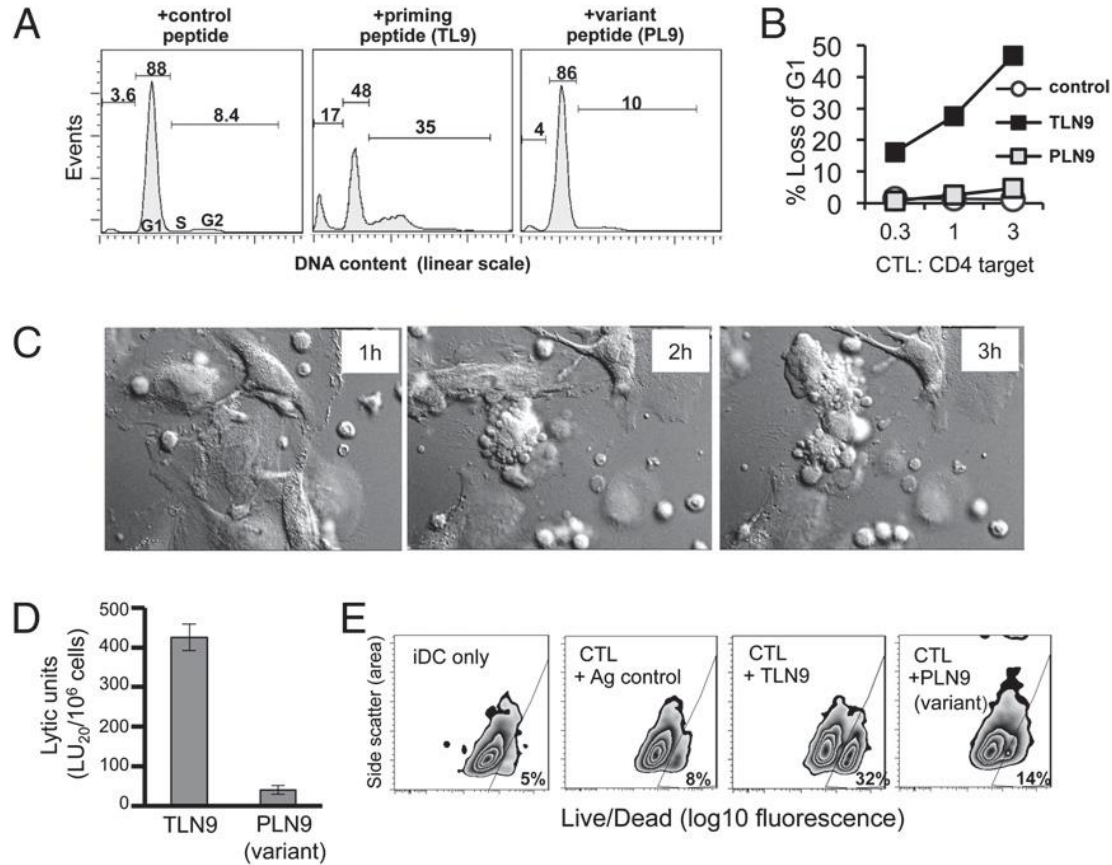 A
+control
peptide
+priming
peptide (TL9)
+variant
peptide (PL9)
Events
88
3.6
8.4
G1 S G2
48
17
35
86
4
10
DNA content (linear scale)
B
% Loss of G1
50
40
30
20
10
0
0.3 1 3
CTL: CD4 target
control
TLN9
PLN9
C
1h
2h
3h
D
Lytic units
(LU20/10⁶ cells)
500
400
300
200
100
0
TLN9
PLN9
(variant)
E
Side scatter (area)
iDC only
5%
CTL
+ Ag control
8%
CTL
+ TLN9
32%
CTL
+PLN9
(variant)
14%
Live/Dead (log10 fluorescence)